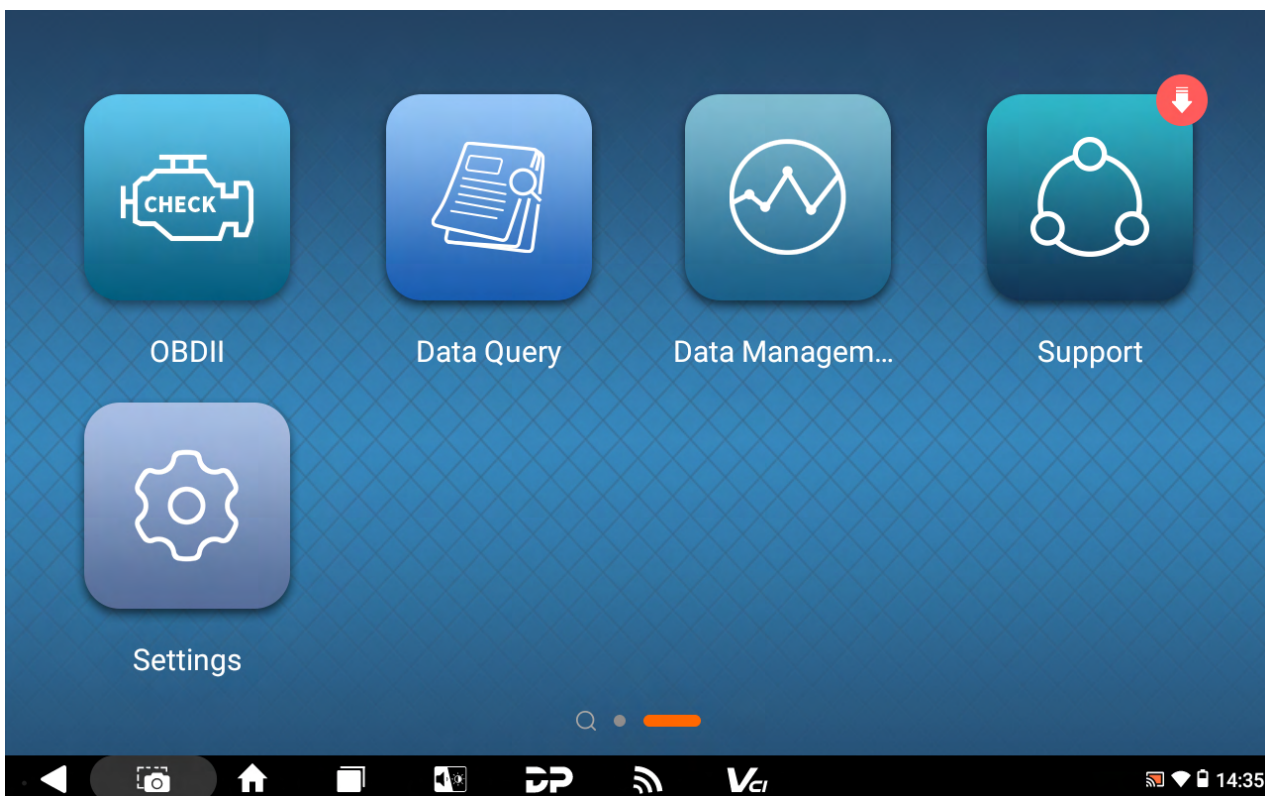 CHECK
OBDII
Data Query
Data Managem...
Support
Settings
DP
VCI
14:35